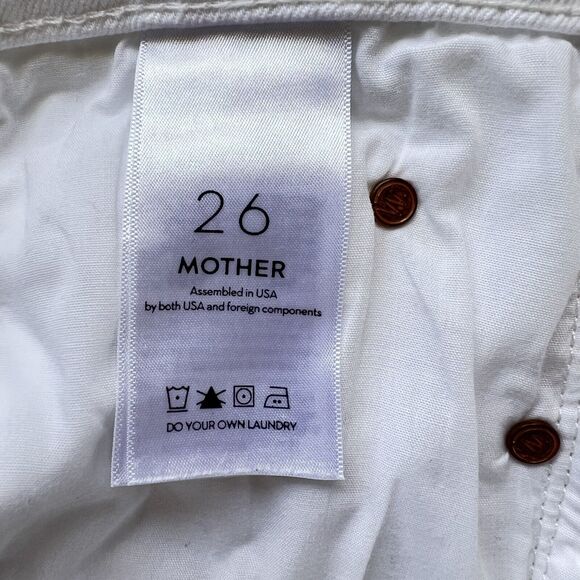 26
MOTHER
Assembled in USA
by both USA and foreign components
DO YOUR OWN LAUNDRY